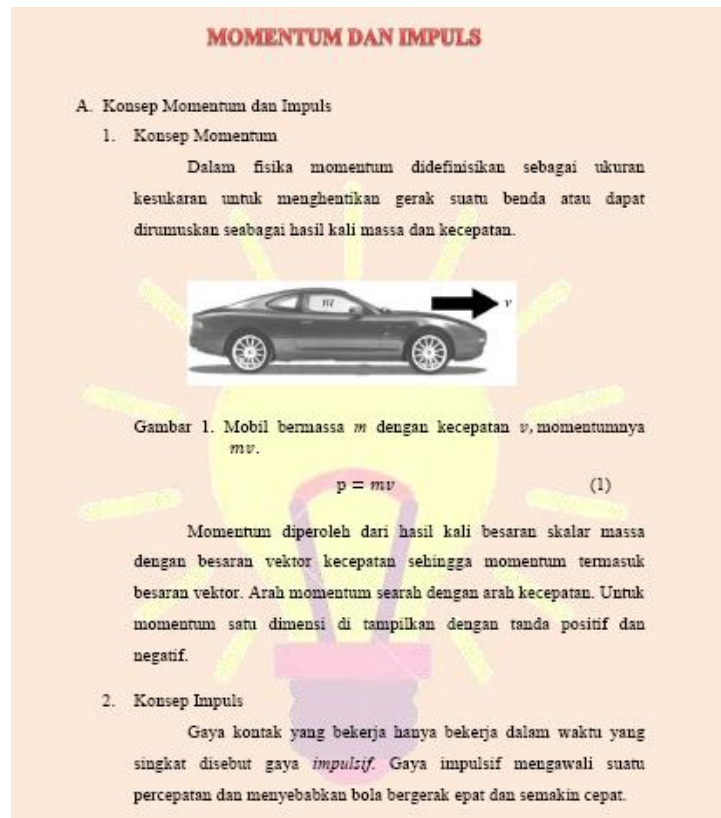 MOMENTUM DAN IMPULS
A. Konsep Momentum dan Impuls
1. Konsep Momentum
Dalam fisika momentum didefinisikan sebagai ukuran
kesukaran untuk menghentikan gerak suatu benda atau dapat
dirumuskan seabagai hasil kali massa dan kecepatan.
m
v
Gambar 1. Mobil bermassa m dengan kecepatan v, momentumnya
mv.
p = mv (1)
Momentum diperoleh dari hasil kali besaran skalar massa
dengan besaran vektor kecepatan sehingga momentum termasuk
besaran vektor. Arah momentum searah dengan arah kecepatan. Untuk
momentum satu dimensi di tampilkan dengan tanda positif dan
negatif.
2. Konsep Impuls
Gaya kontak yang bekerja hanya bekerja dalam waktu yang
singkat disebut gaya impulsif. Gaya impulsif mengawali suatu
percepatan dan menyebabkan bola bergerak epat dan semakin cepat.